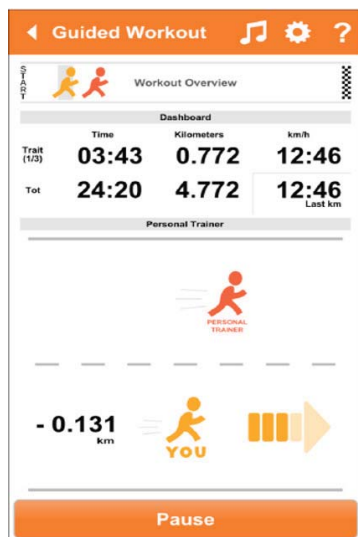 Guided Workout ?
START
Workout Overview
Dashboard
Time Kilometers km/h
Trait (1/3) 03:43 0.772 12:46
Tot 24:20 4.772 12:46
Last km
Personal Trainer
PERSONAL
TRAINER
- 0.131
km
YOU
Pause